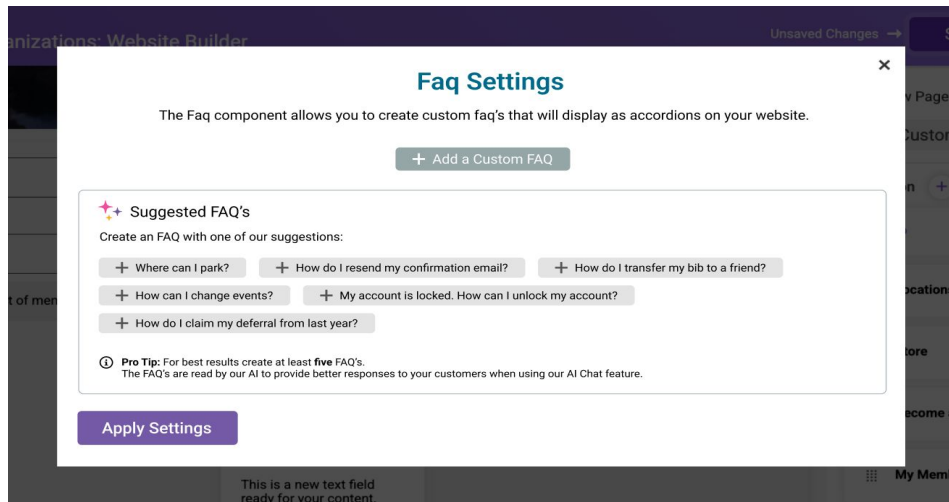 anizations: Website Builder
Unsaved Changes →
Faq Settings
The Faq component allows you to create custom faq's that will display as accordions on your website.
+ Add a Custom FAQ
Suggested FAQ's
Create an FAQ with one of our suggestions:
+ Where can I park?
+ How do I resend my confirmation email?
+ How do I transfer my bib to a friend?
+ How can I change events?
+ My account is locked. How can I unlock my account?
+ How do I claim my deferral from last year?
Pro Tip: For best results create at least five FAQ's.
The FAQ's are read by our AI to provide better responses to your customers when using our AI Chat feature.
Apply Settings
t of men
This is a new text field
ready for your content.
w Page
Custor
on
ocation
tore
ecome
My Mem